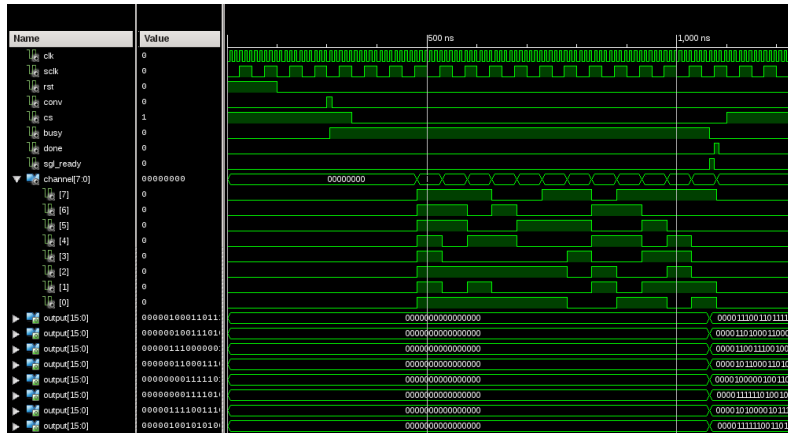 Name Value 500 ns 1,000 ns
clk 0
sclk 0
rst 0
conv 0
cs 1
busy 0
done 0
sgl_ready 0
channel[7:0] 00000000 00000000
[7] 0
[6] 0
[5] 0
[4] 0
[3] 0
[2] 0
[1] 0
[0] 0
output[15:0] 0000000000000000
output[15:0] 0000000000000000
output[15:0] 0000000000000000
output[15:0] 0000000000000000
output[15:0] 0000000000000000
output[15:0] 0000000000000000
output[15:0] 0000000000000000
output[15:0] 0000000000000000